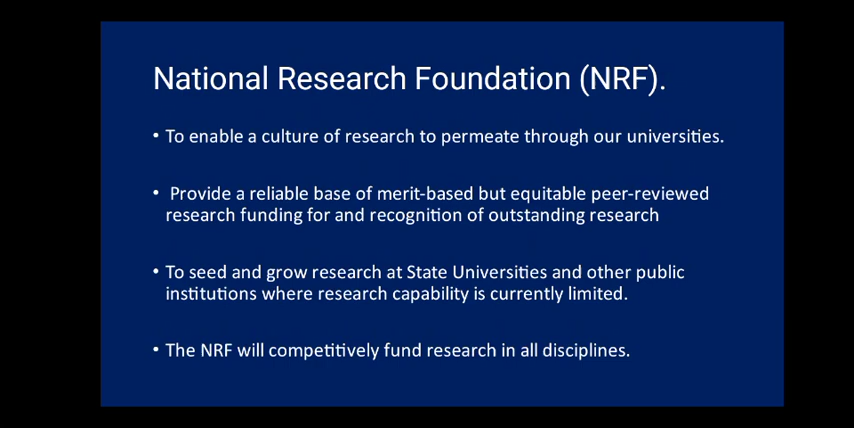 National Research Foundation (NRF).
• To enable a culture of research to permeate through our universities.
• Provide a reliable base of merit-based but equitable peer-reviewed
research funding for and recognition of outstanding research
• To seed and grow research at State Universities and other public
institutions where research capability is currently limited.
• The NRF will competitively fund research in all disciplines.